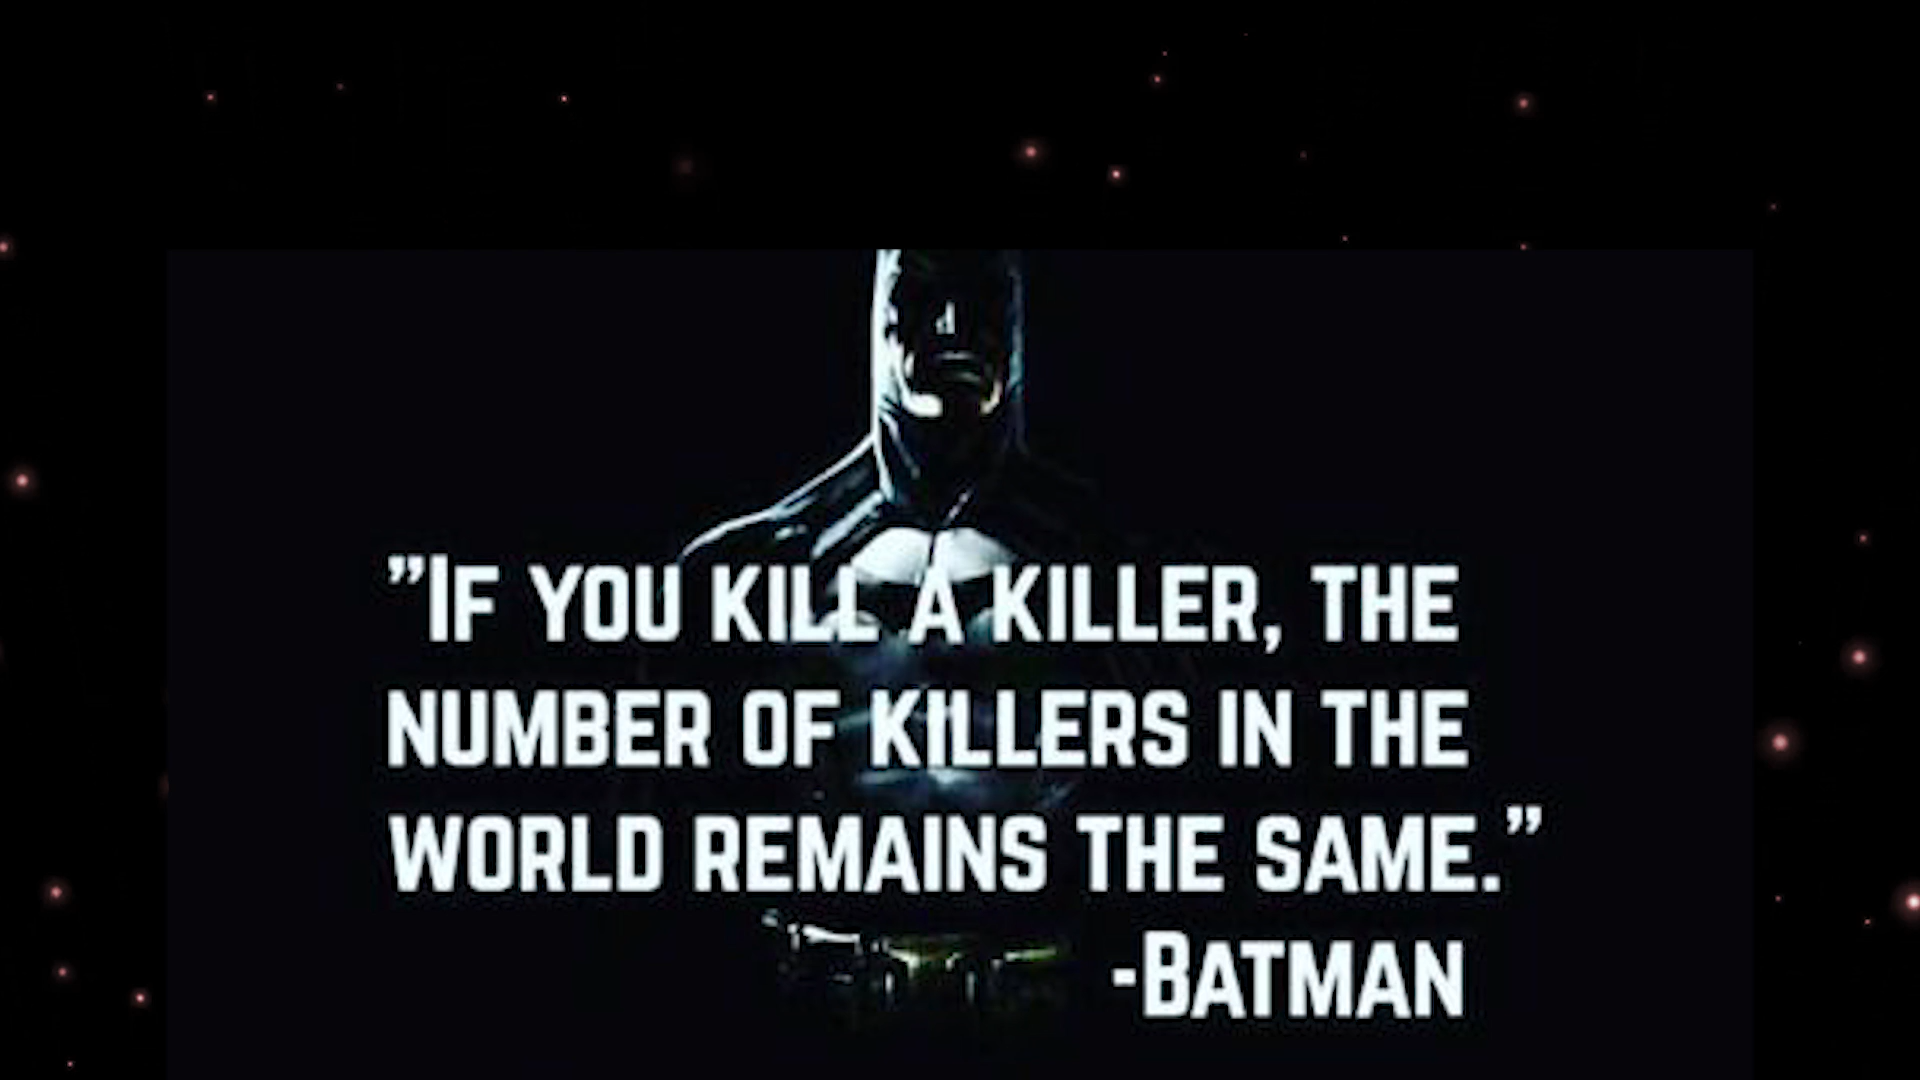 ”If you kill a killer, the
number of killers in the
world remains the same.”
-Batman